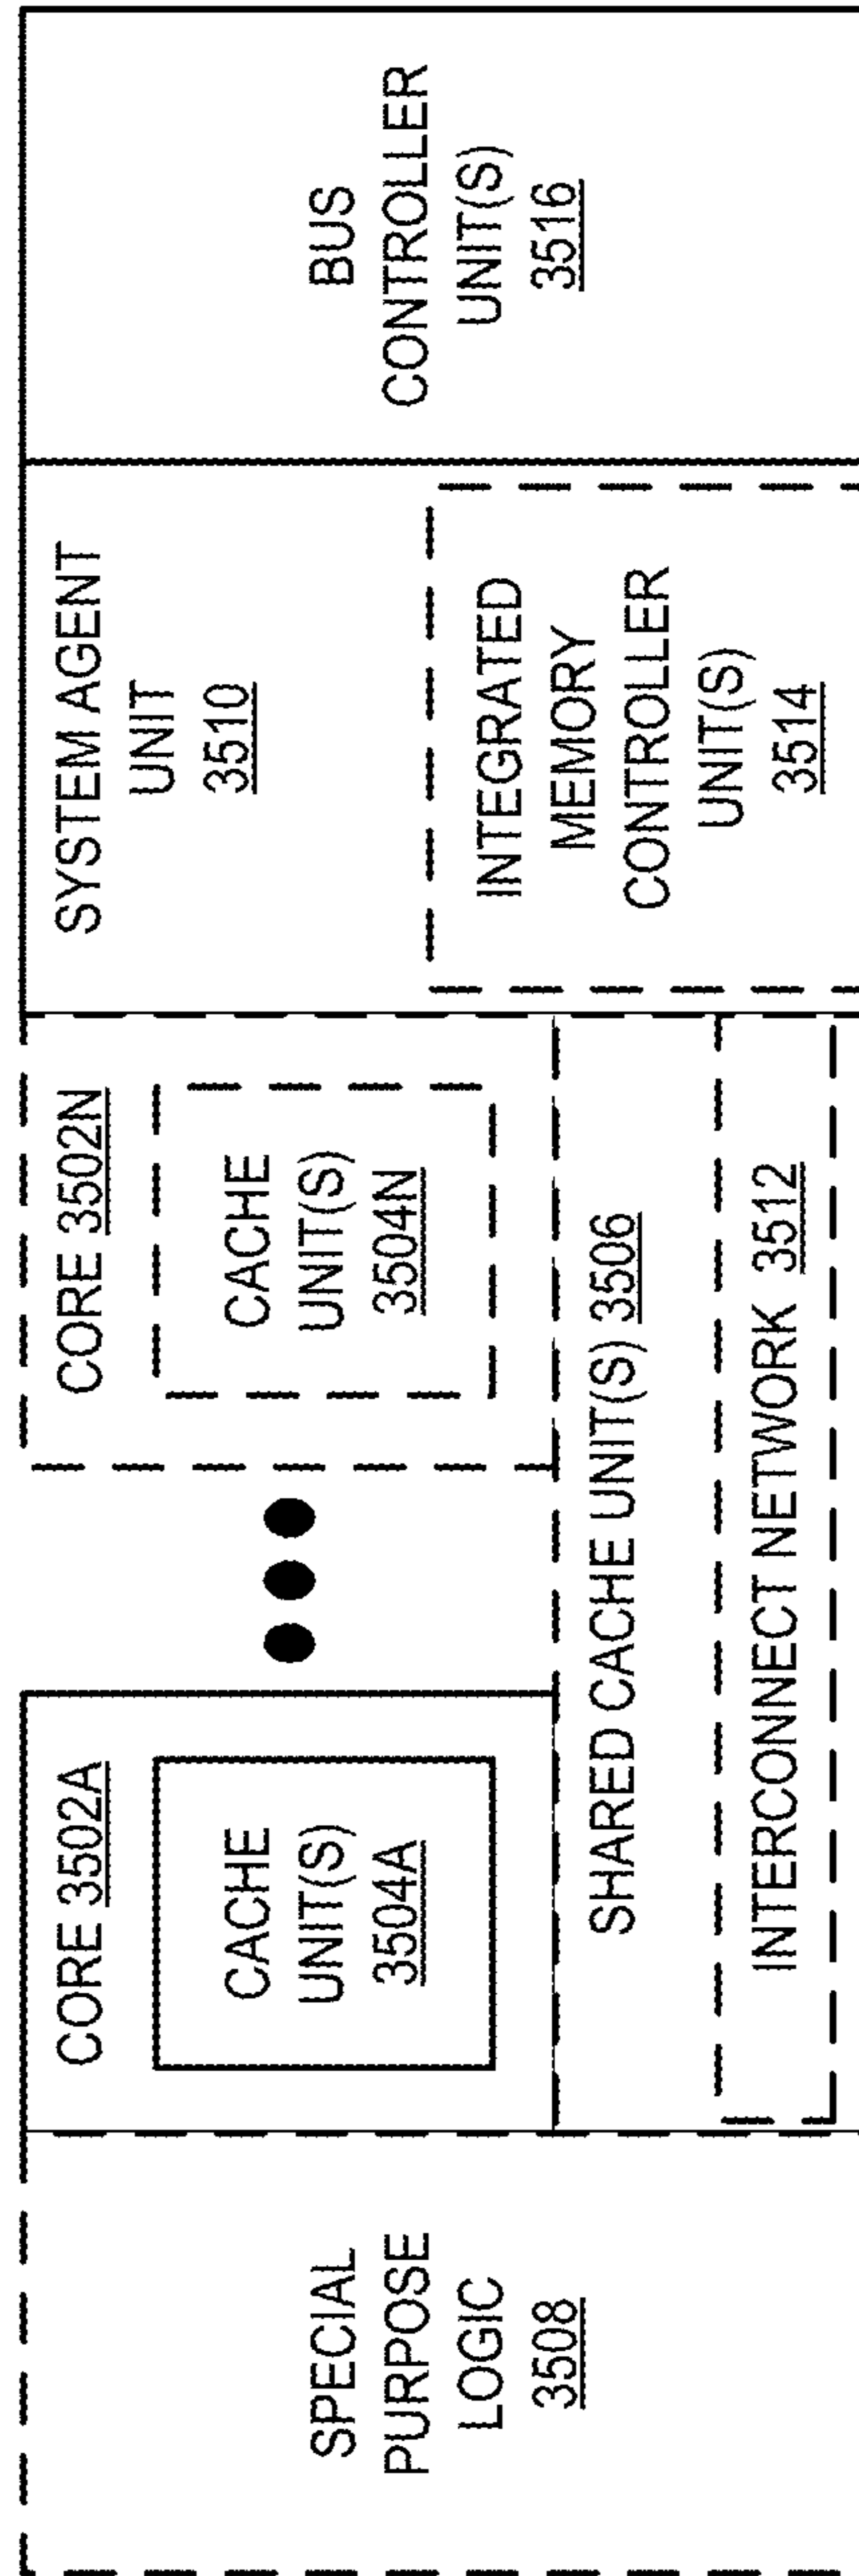 SPECIAL
PURPOSE
LOGIC
3508
CORE 3502A
CACHE
UNIT(S)
3504A
CORE 3502N
CACHE
UNIT(S)
3504N
SHARED CACHE UNIT(S) 3506
INTERCONNECT NETWORK 3512
SYSTEM AGENT
UNIT
3510
INTEGRATED
MEMORY
CONTROLLER
UNIT(S)
3514
BUS
CONTROLLER
UNIT(S)
3516